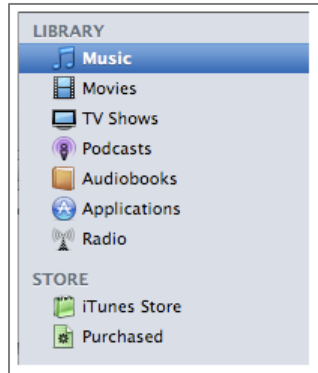 LIBRARY
Music
Movies
TV Shows
Podcasts
Audiobooks
Applications
Radio
STORE
iTunes Store
Purchased